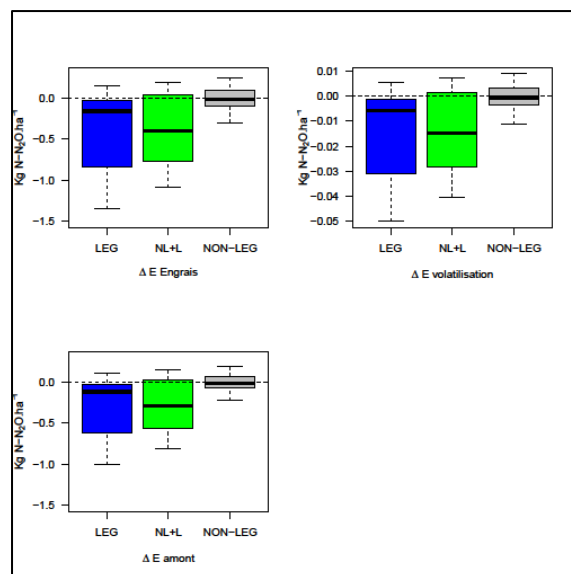 Kg N−N₂O.ha⁻¹
0.0
−0.5
−1.0
−1.5
LEG NL+L NON−LEG
Δ E Engrais
Kg N−N₂O.ha⁻¹
0.01
0.00
−0.01
−0.02
−0.03
−0.04
−0.05
LEG NL+L NON−LEG
Δ E volatilisation
Kg N−N₂O.ha⁻¹
0.0
−0.5
−1.0
−1.5
LEG NL+L NON−LEG
Δ E amont